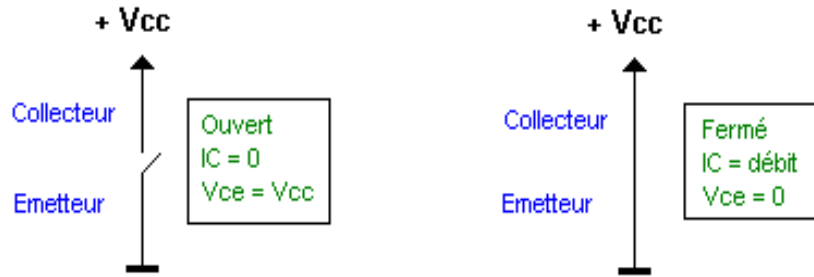 + Vcc
Collecteur
Ouvert
IC = 0
Vce = Vcc
Emetteur
+ Vcc
Collecteur
Fermé
IC = débit
Vce = 0
Emetteur